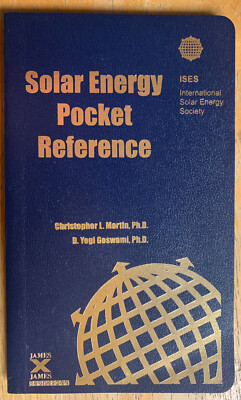 Solar Energy
Pocket
Reference
ISES
International
Solar Energy
Society
Christopher L. Martin, Ph.D.
D. Yogi Goswami, Ph.D.
JAMES
X
JAMES